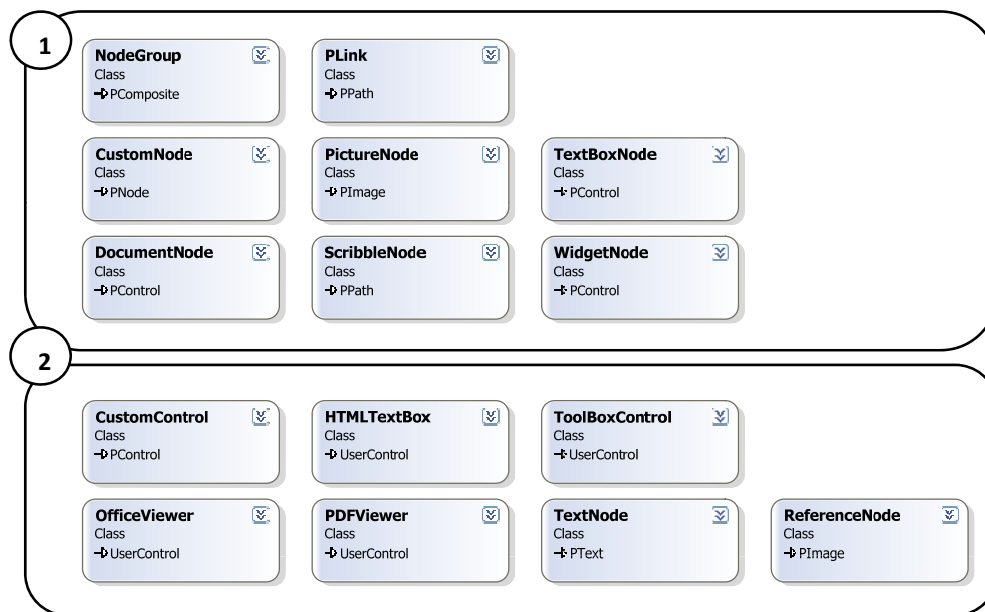 1
NodeGroup
Class
PComposite
PLink
Class
PPath
CustomNode
Class
PNode
PictureNode
Class
PImage
TextBoxNode
Class
PControl
DocumentNode
Class
PControl
ScribbleNode
Class
PPath
WidgetNode
Class
PControl
2
CustomControl
Class
PControl
HTMLTextBox
Class
UserControl
ToolBoxControl
Class
UserControl
OfficeViewer
Class
UserControl
PDFViewer
Class
UserControl
TextNode
Class
PText
ReferenceNode
Class
PImage